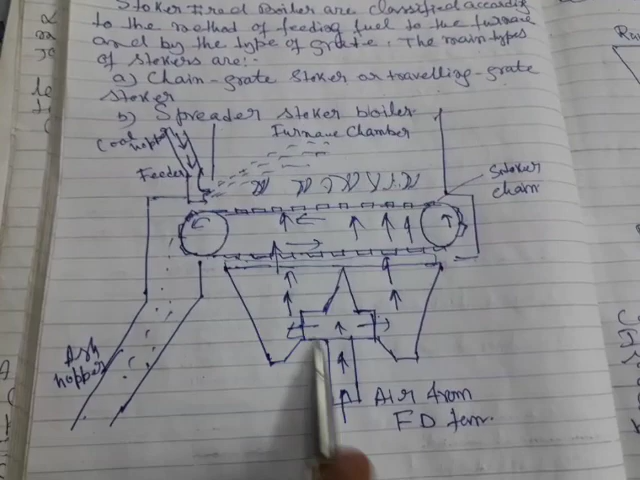 Stoker fired Boiler are classified according
to the method of feeding fuel to the furnace
and by the type of grate. The main types
of stokers are:-
a) Chain-grate Stoker or travelling-grate
stoker
b) Spreader stoker boiler
Coal hopper
Furnace Chamber
Feeder
Stoker
chain
Ash
hopper
Air from
FD fan.